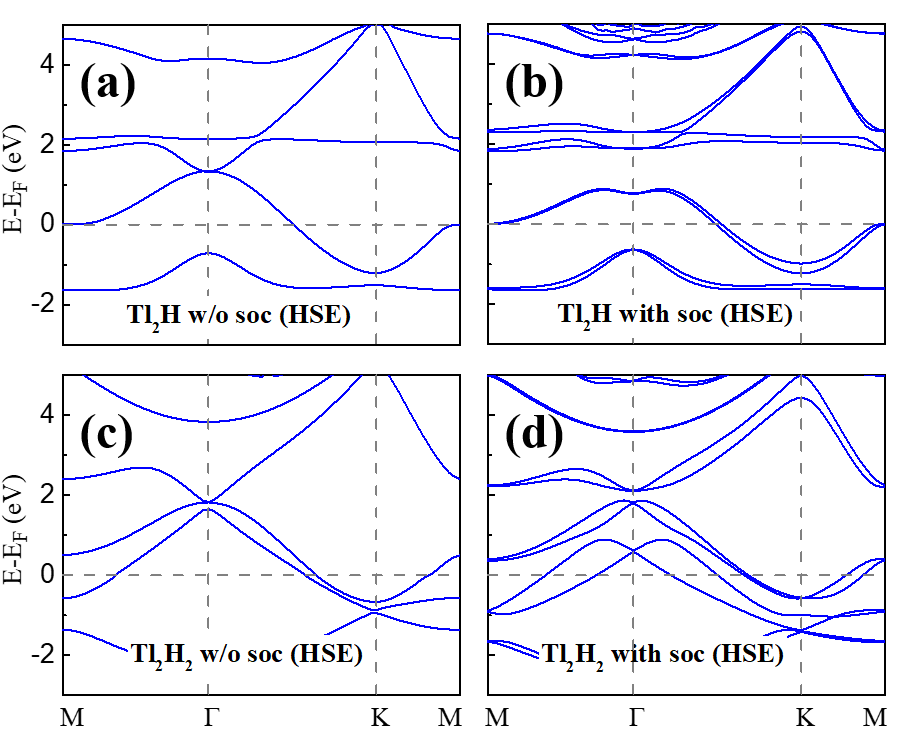 (a)
(b)
4
2
0
-2
E-E_F (eV)
Tl₂H w/o soc (HSE)
Tl₂H with soc (HSE)
(c)
(d)
4
2
0
-2
E-E_F (eV)
Tl₂H₂ w/o soc (HSE)
Tl₂H₂ with soc (HSE)
M Γ K M
M Γ K M